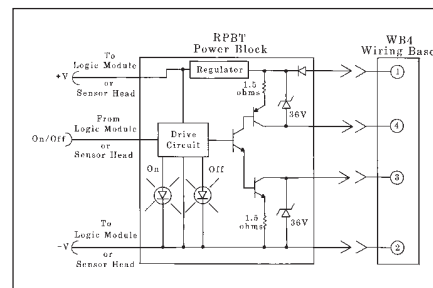 RPBT
Power Block
WB4
Wiring Base
To
Logic Module
or
Sensor Head
+V
Regulator
1
1.5
ohms
36V
From
Logic Module
or
Sensor Head
On/Off
Drive
Circuit
4
On
Off
3
1.5
ohms
36V
To
Logic Module
or
Sensor Head
-V
2